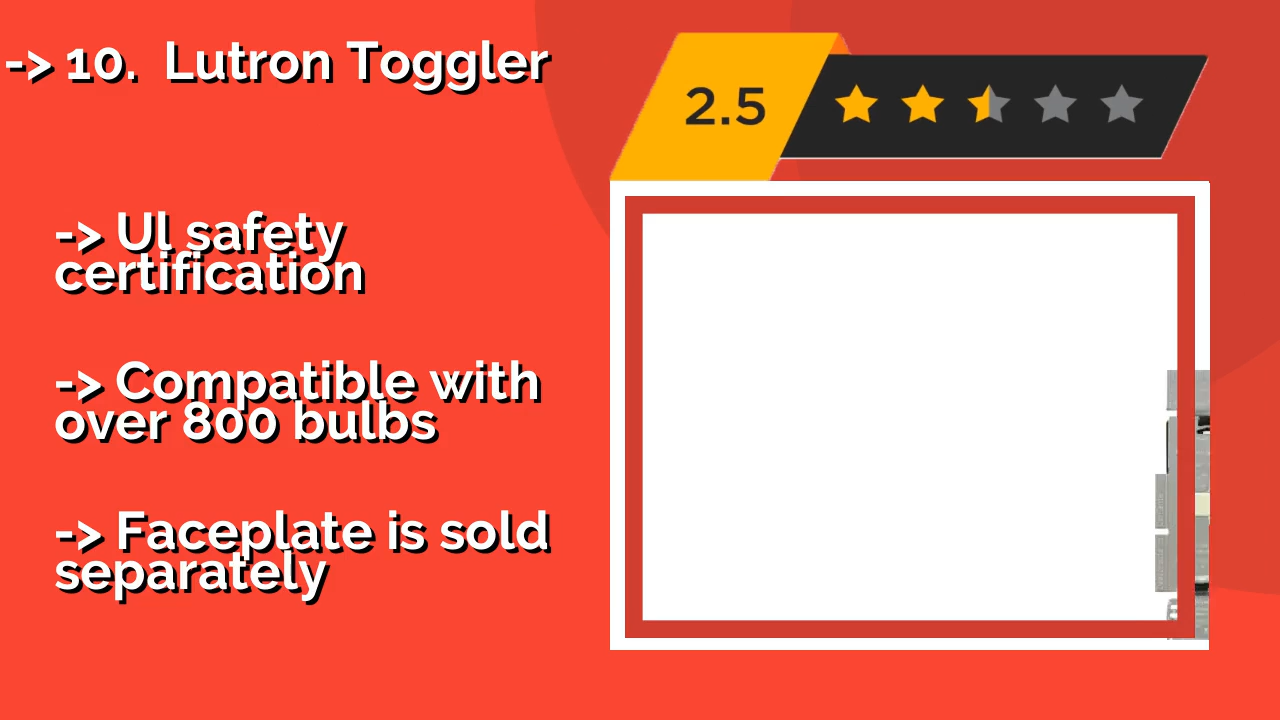 -> 10. Lutron Toggler
2.5
-> Ul safety
certification
-> Compatible with
over 800 bulbs
-> Faceplate is sold
separately